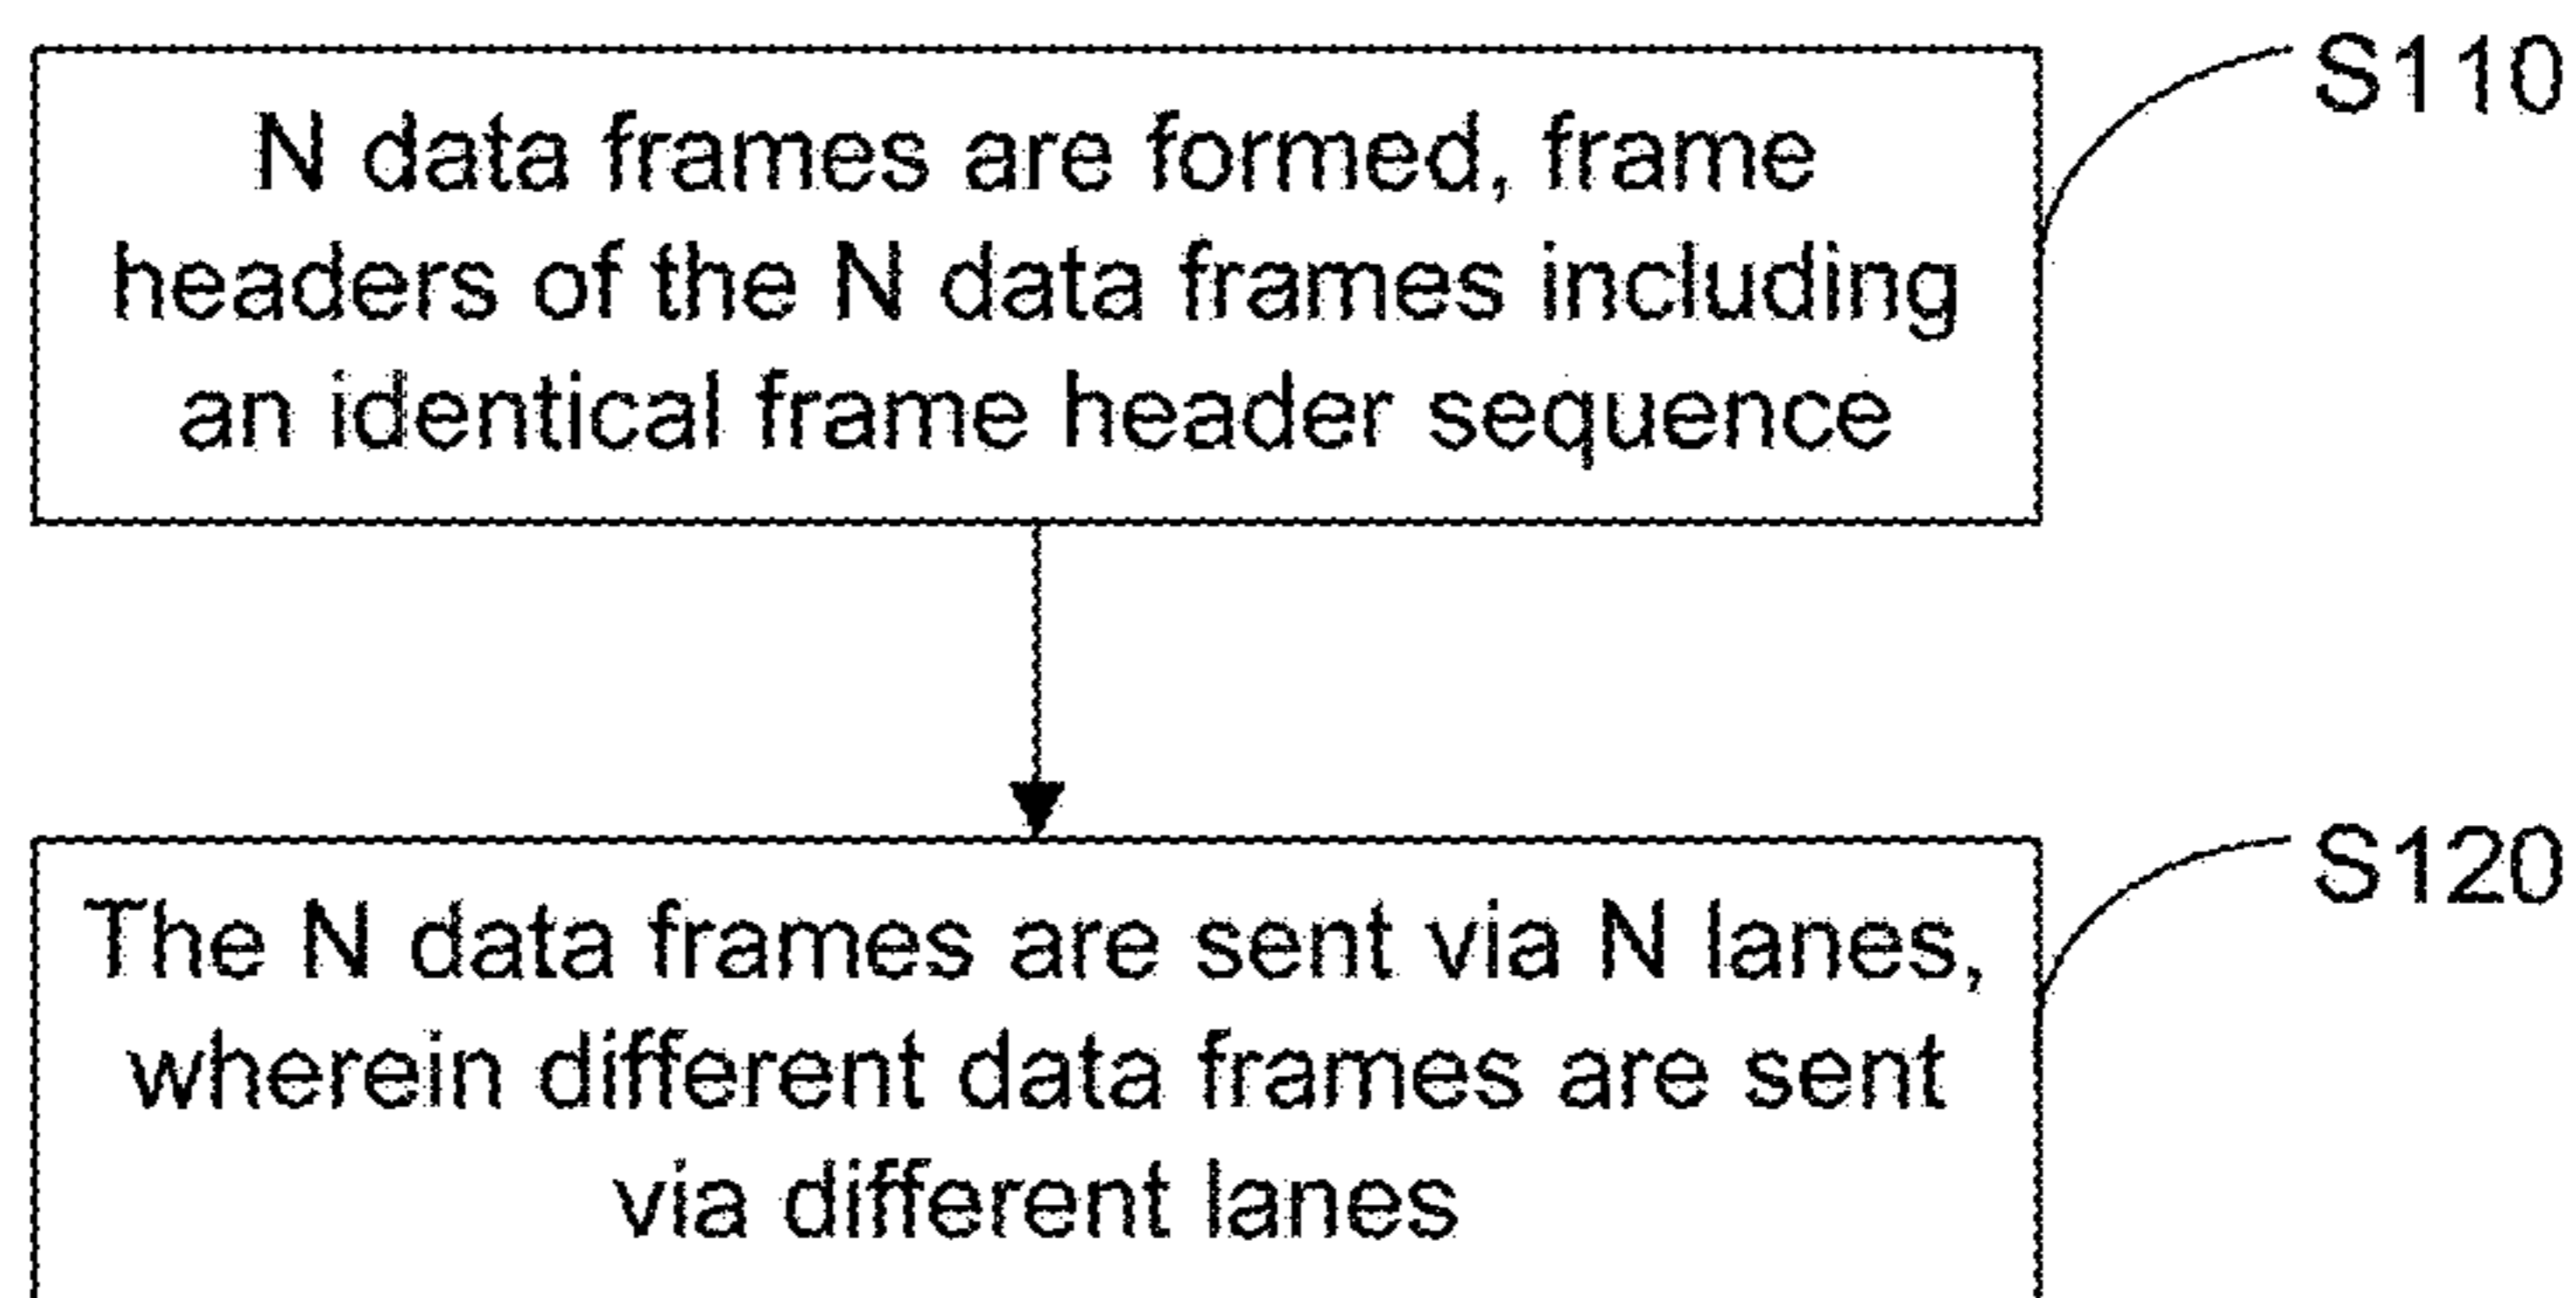 S110
N data frames are formed, frame
headers of the N data frames including
an identical frame header sequence
S120
The N data frames are sent via N lanes,
wherein different data frames are sent
via different lanes